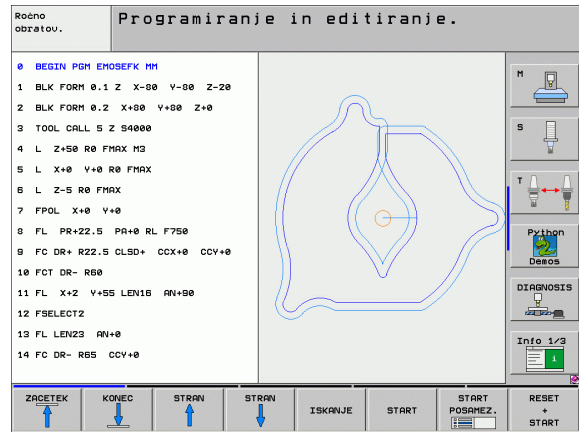 Ročno
obratov.
Programiranje in editiranje.
0 BEGIN PGM EMOSEFK MM
1 BLK FORM 0.1 Z X-80 Y-80 Z-20
2 BLK FORM 0.2 X+80 Y+80 Z+0
3 TOOL CALL 5 Z S4000
4 L Z+50 R0 FMAX M3
5 L X+0 Y+0 R0 FMAX
6 L Z-5 R0 FMAX
7 FPOL X+0 Y+0
8 FL PR+22.5 PA+0 RL F750
9 FC DR+ R22.5 CLSD+ CCX+0 CCY+0
10 FCT DR- R60
11 FL X+2 Y+55 LEN16 AN+90
12 FSELECT2
13 FL LEN23 AN+0
14 FC DR- R65 CCY+0
M
S
T
Python
Demos
DIAGNOSIS
Info 1/3
i
ZACETEK
KONEC
STRAN
STRAN
ISKANJE
START
START
POSAMEZ.
RESET
+
START